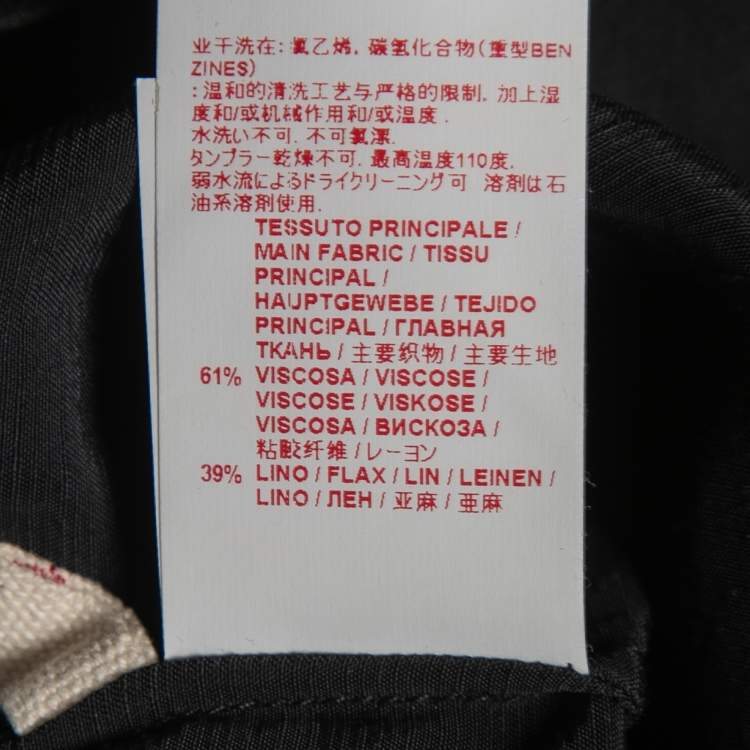 业干洗在: 氯乙烯, 碳氢化合物(重型BEN
ZINES)
: 温和的清洗工艺与严格的限制, 加上湿
度和/或机械作用和/或温度 .
水洗い不可. 不可氯漂.
タンブラー乾燥不可. 最高温度110度.
弱水流によるドライクリーニング可 溶剤は石
油系溶剤使用.
TESSUTO PRINCIPALE /
MAIN FABRIC / TISSU
PRINCIPAL /
HAUPTGEWEBE / TEJIDO
PRINCIPAL / ГЛАВНАЯ
ТКАНЬ / 主要织物 / 主要生地
61% VISCOSA / VISCOSE /
VISCOSE / VISKOSE /
VISCOSA / ВИСКОЗА /
粘胶纤维 / レーヨン
39% LINO / FLAX / LIN / LEINEN /
LINO / ЛЕН / 亚麻 / 亜麻